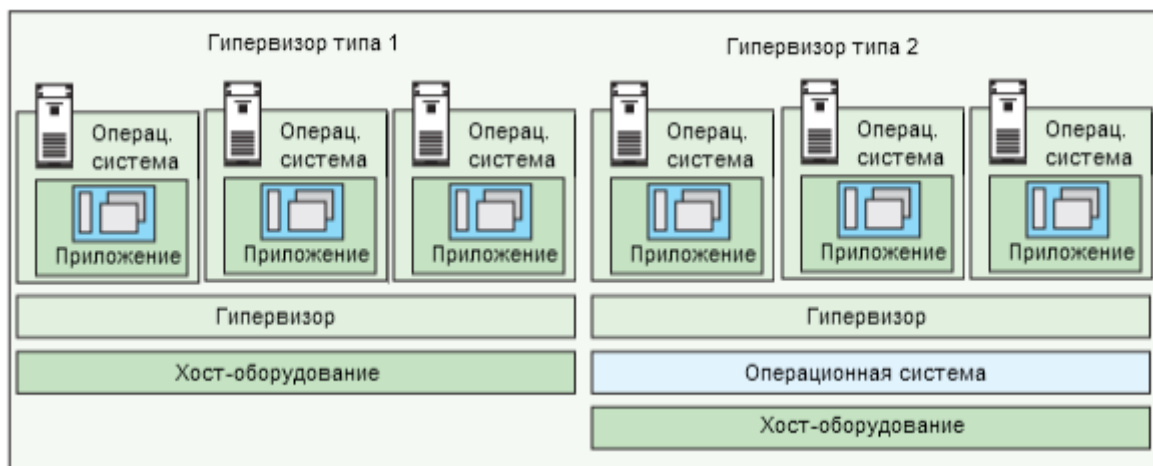 Гипервизор типа 1
Операц.
система
Приложение
Операц.
система
Приложение
Операц.
система
Приложение
Гипервизор
Хост-оборудование
Гипервизор типа 2
Операц.
система
Приложение
Операц.
система
Приложение
Операц.
система
Приложение
Гипервизор
Операционная система
Хост-оборудование